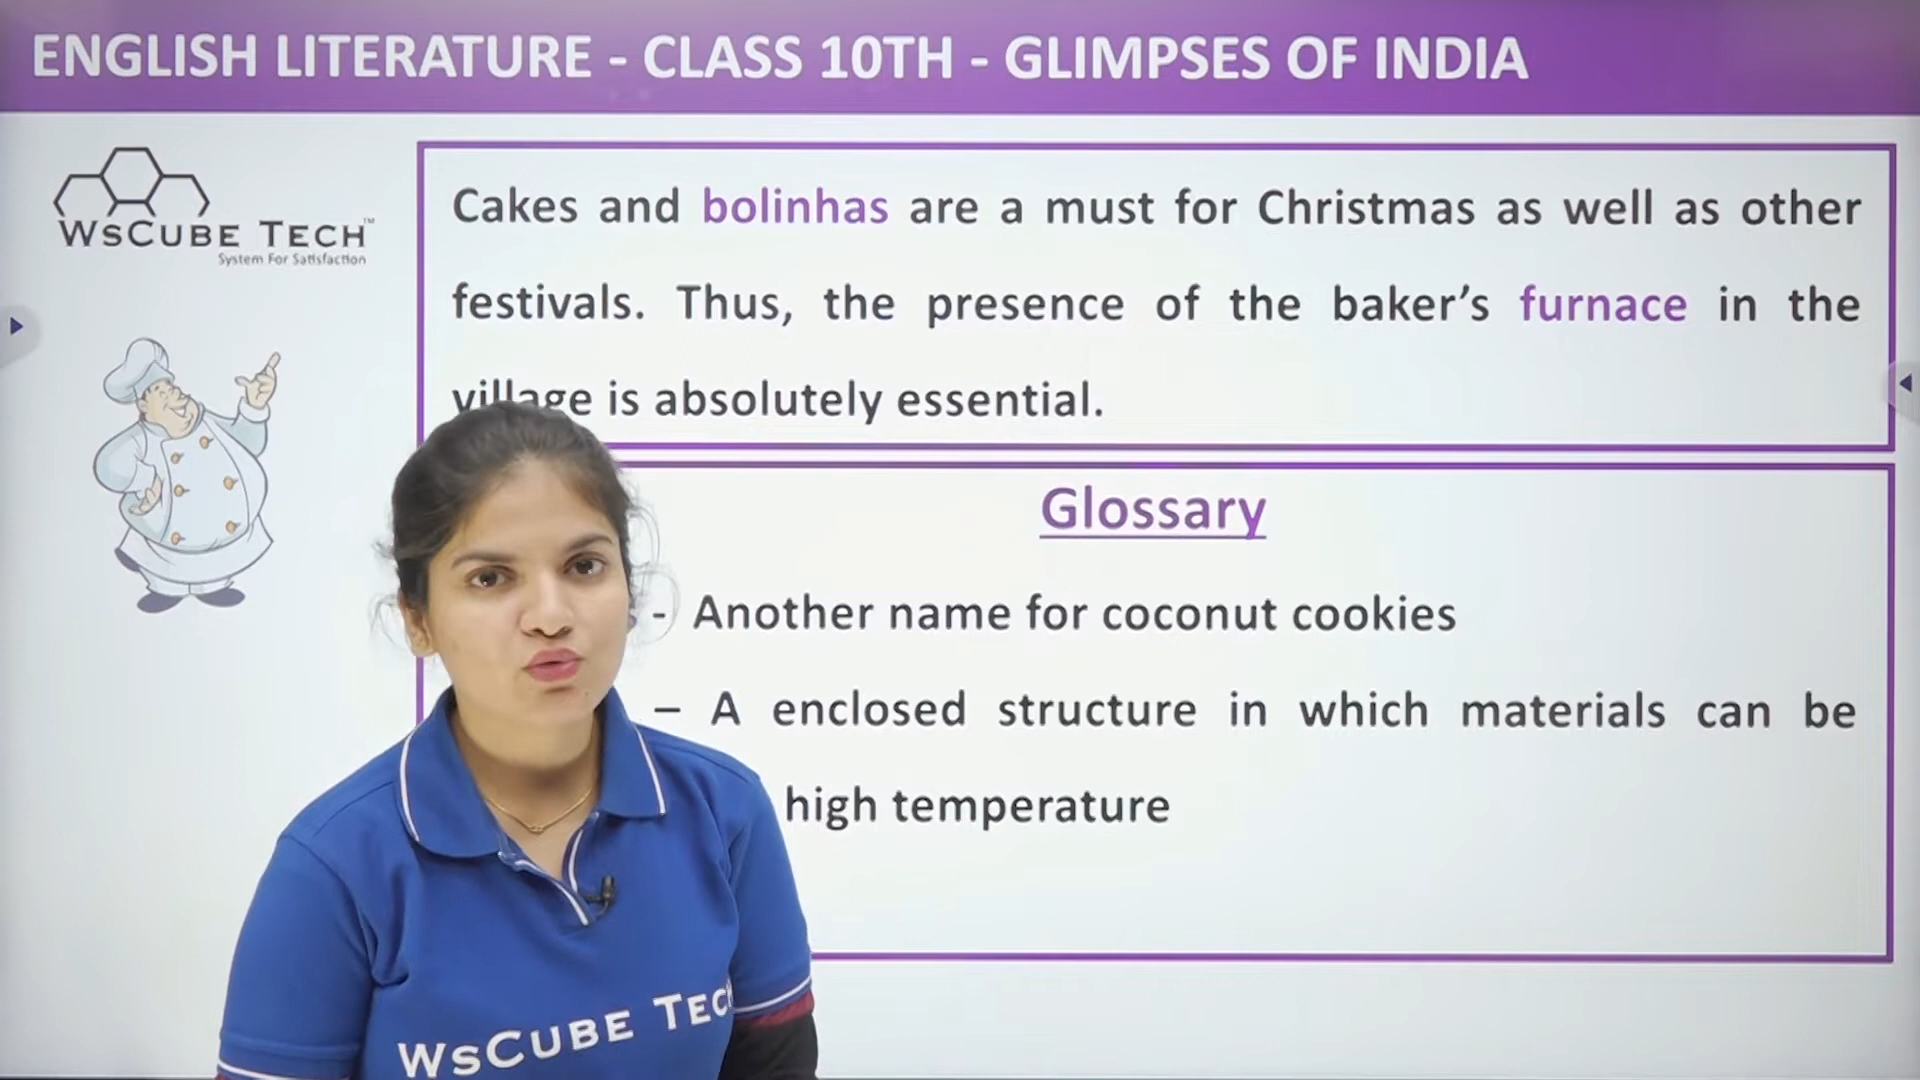 ENGLISH LITERATURE - CLASS 10TH - GLIMPSES OF INDIA
WSCUBE TECH™
System For Satisfaction
Cakes and bolinhas are a must for Christmas as well as other
festivals. Thus, the presence of the baker’s furnace in the
village is absolutely essential.
Glossary
- Another name for coconut cookies
– A enclosed structure in which materials can be
high temperature
WSCUBE TECH